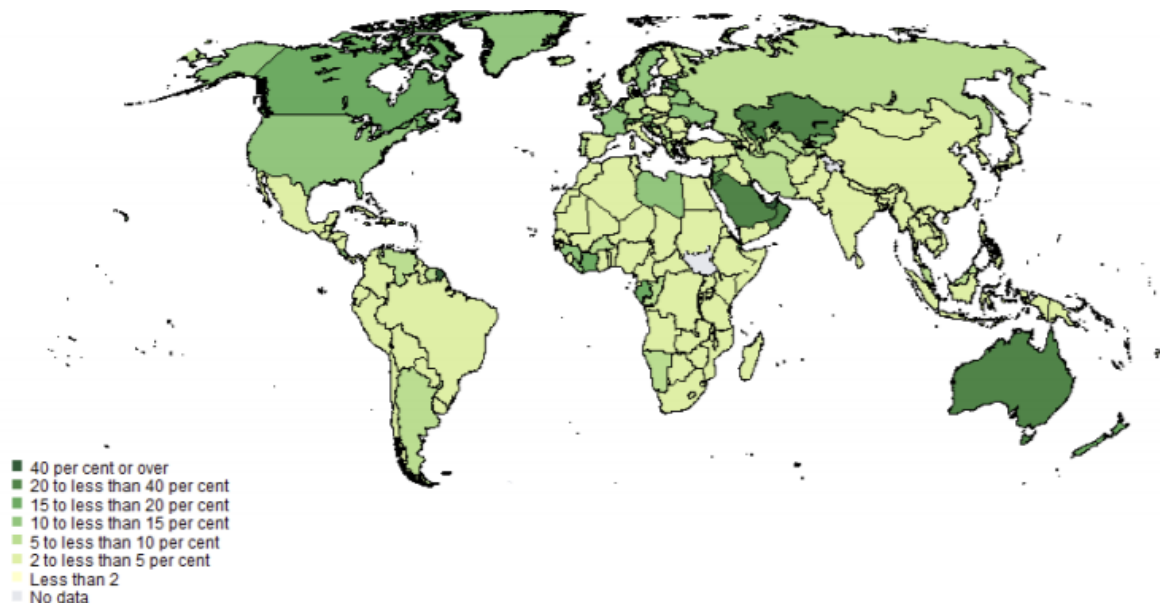 40 per cent or over
20 to less than 40 per cent
15 to less than 20 per cent
10 to less than 15 per cent
5 to less than 10 per cent
2 to less than 5 per cent
Less than 2
No data